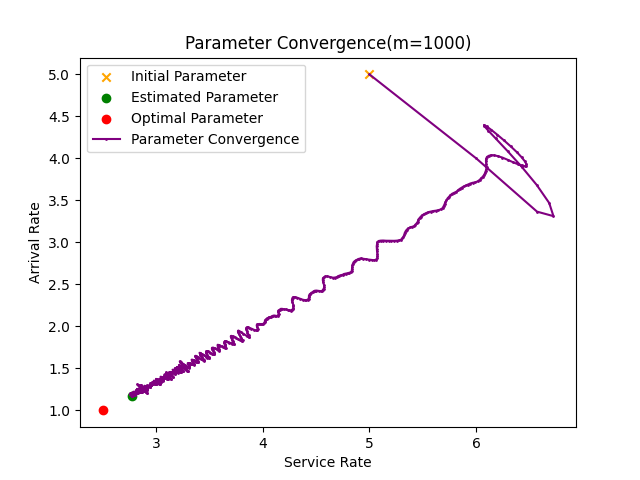 Parameter Convergence(m=1000)
Initial Parameter
Estimated Parameter
Optimal Parameter
Parameter Convergence
5.0
4.5
4.0
3.5
3.0
2.5
2.0
1.5
1.0
Arrival Rate
3 4 5 6
Service Rate